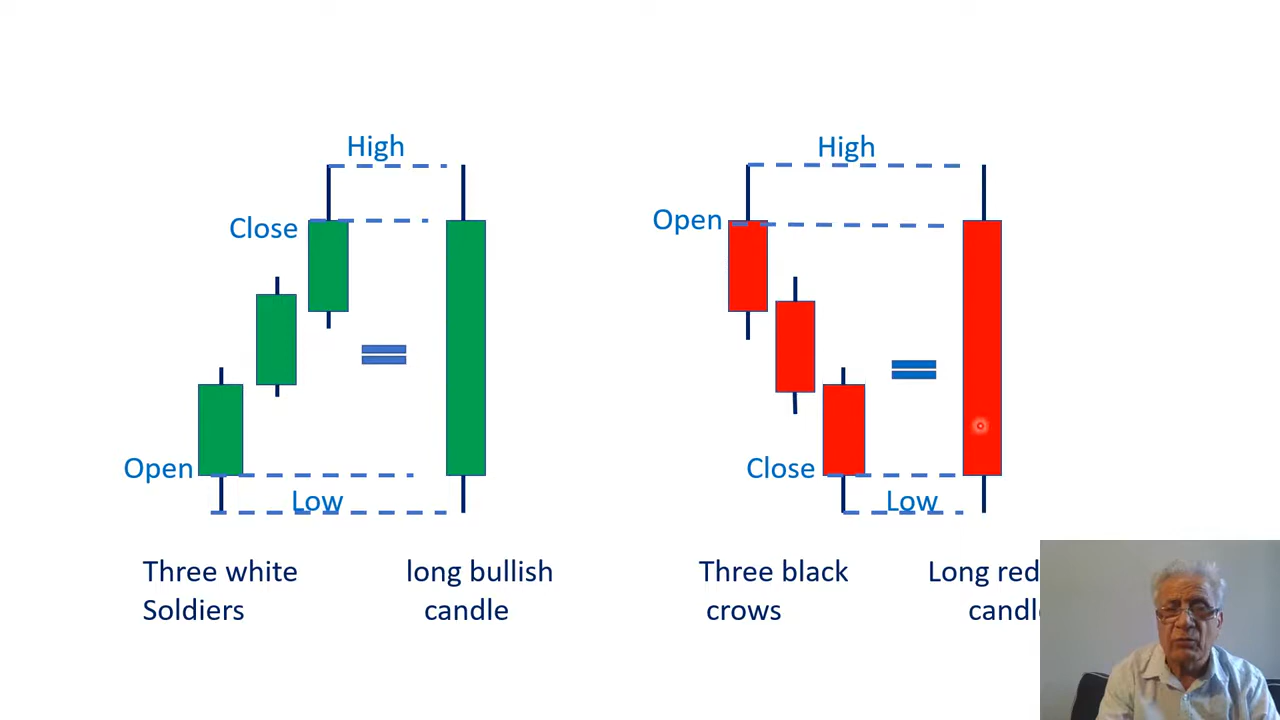 High
Close
Open
Low
Three white
Soldiers
long bullish
candle
High
Open
Close
Low
Three black
crows
Long red
candle